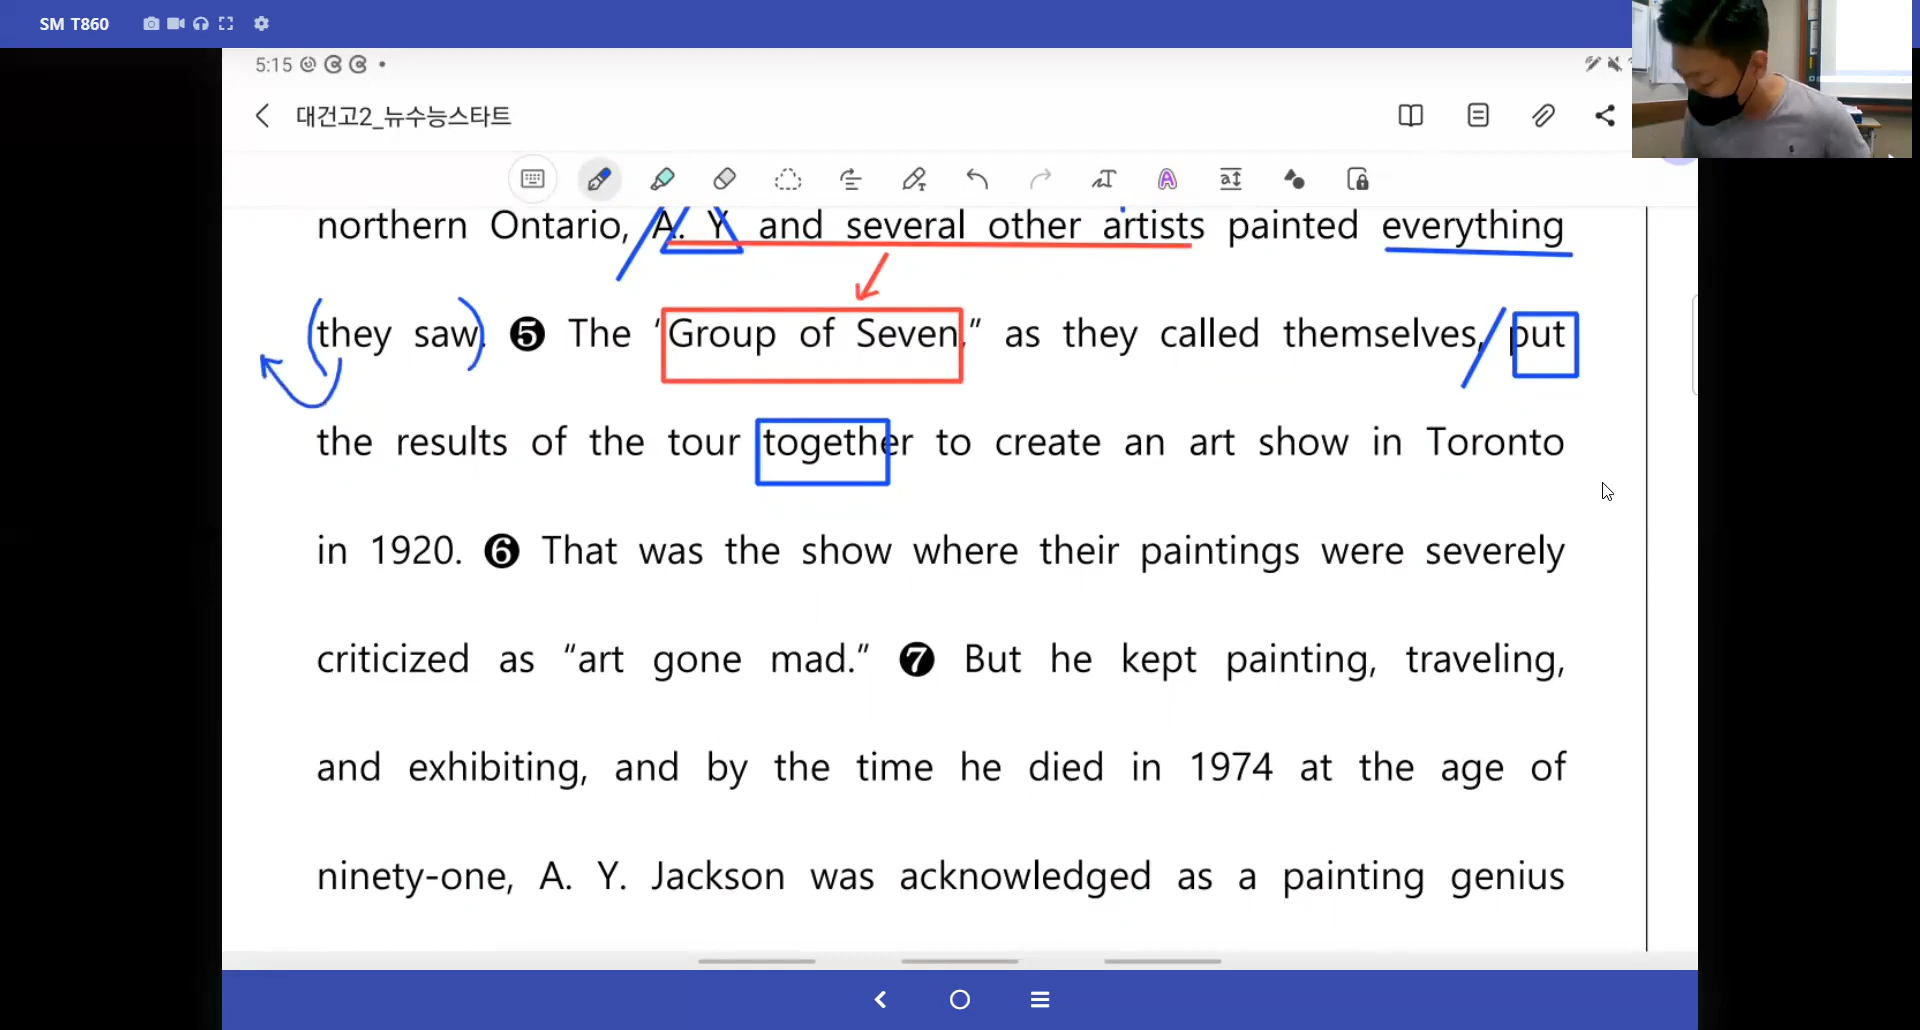 SM T860
5:15
대건고2_뉴수능스타트
northern Ontario, A. Y and several other artists painted everything
they saw. ❺ The ‘Group of Seven,” as they called themselves, put
the results of the tour together to create an art show in Toronto
in 1920. ❻ That was the show where their paintings were severely
criticized as “art gone mad.” ❼ But he kept painting, traveling,
and exhibiting, and by the time he died in 1974 at the age of
ninety-one, A. Y. Jackson was acknowledged as a painting genius